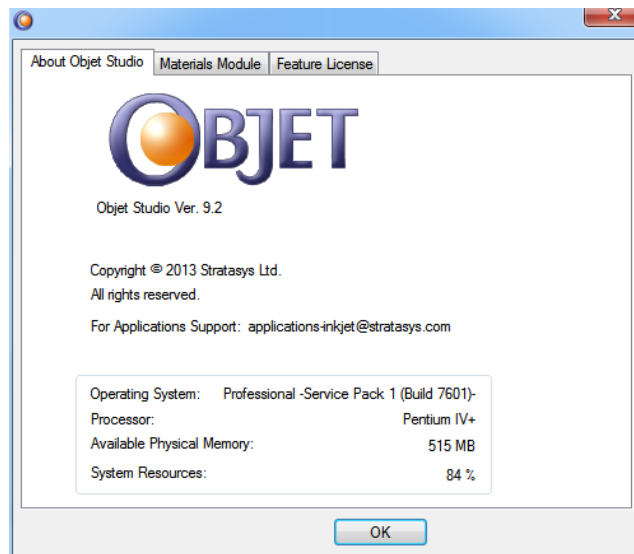 X
About Objet Studio Materials Module Feature License
OBJET
Objet Studio Ver. 9.2
Copyright © 2013 Stratasys Ltd.
All rights reserved.
For Applications Support: applications-inkjet@stratasys.com
Operating System: Professional -Service Pack 1 (Build 7601)-
Processor: Pentium IV+
Available Physical Memory: 515 MB
System Resources: 84 %
OK